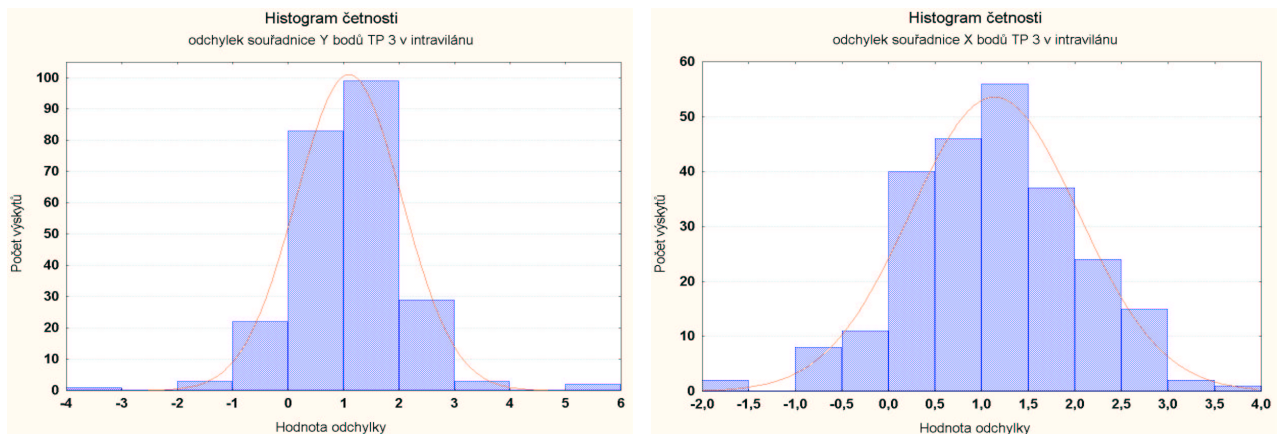 Histogram četnosti
odchylek souřadnice Y bodů TP 3 v intravilánu
Počet výskytů
100
90
80
70
60
50
40
30
20
10
0
-4 -3 -2 -1 0 1 2 3 4 5 6
Hodnota odchylky
Histogram četnosti
odchylek souřadnice X bodů TP 3 v intravilánu
Počet výskytů
60
50
40
30
20
10
0
-2,0 -1,5 -1,0 -0,5 0,0 0,5 1,0 1,5 2,0 2,5 3,0 3,5 4,0
Hodnota odchylky